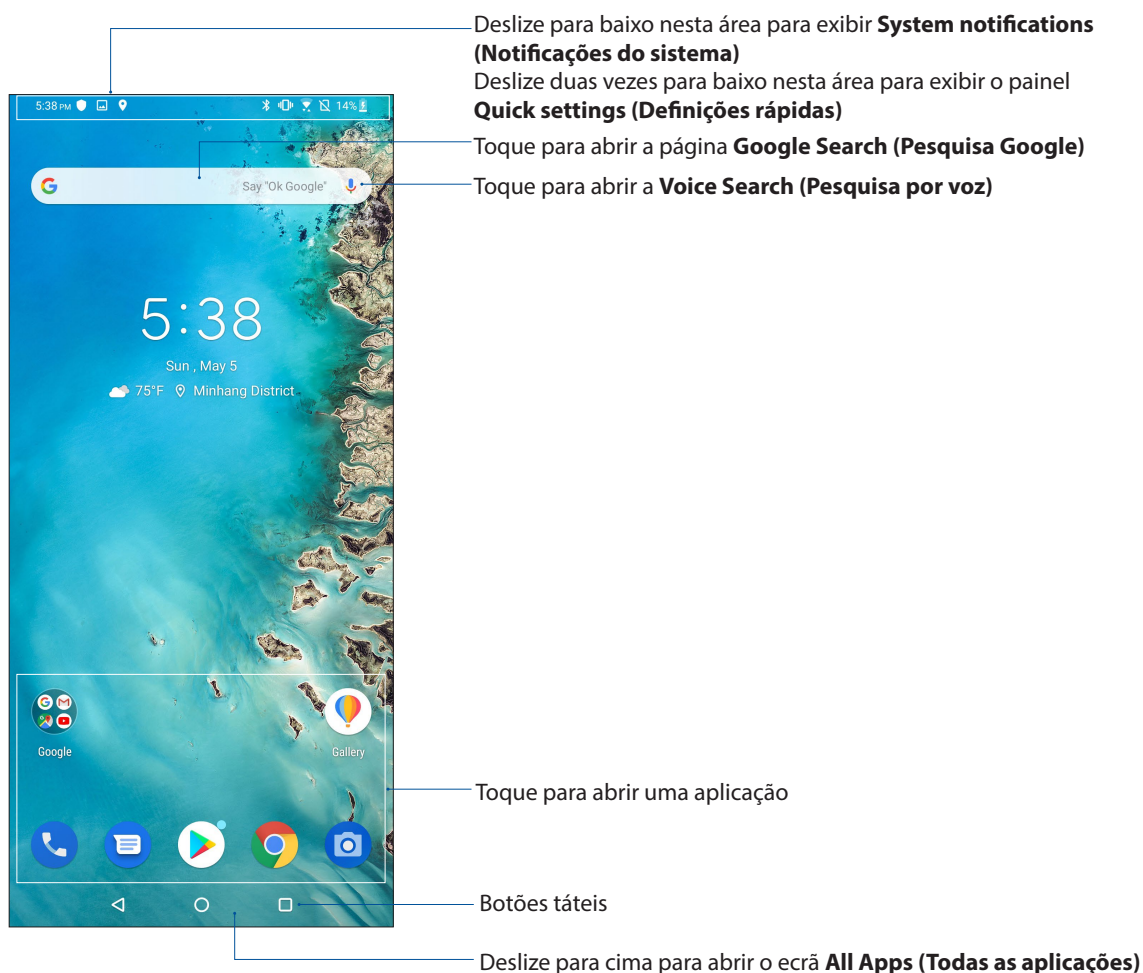 Deslize para baixo nesta área para exibir System notifications
(Notificações do sistema)
Deslize duas vezes para baixo nesta área para exibir o painel
Quick settings (Definições rápidas)
Toque para abrir a página Google Search (Pesquisa Google)
Toque para abrir a Voice Search (Pesquisa por voz)
5:38 PM 14%
G Say "Ok Google"
5:38
Sun , May 5
75°F Minhang District
Google Gallery
Toque para abrir uma aplicação
Botões táteis
Deslize para cima para abrir o ecrã All Apps (Todas as aplicações)